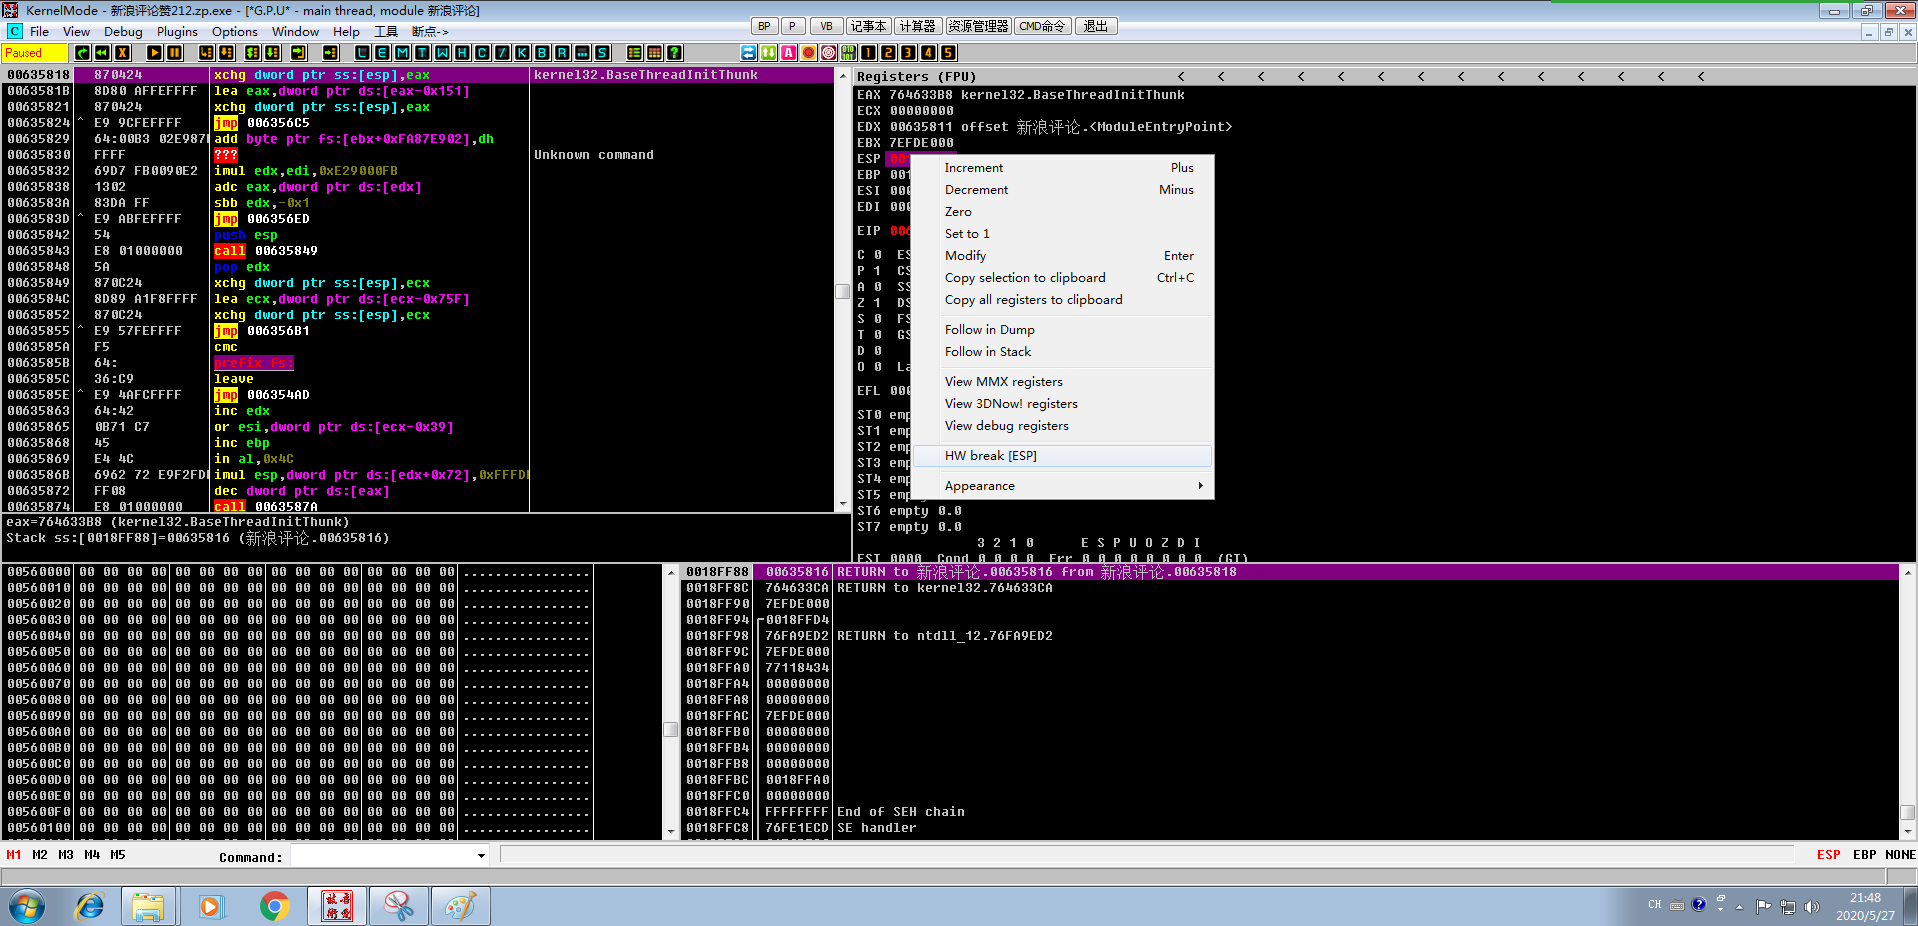 KernelMode - 新浪评论赞212.zp.exe - [*G.P.U* - main thread, module 新浪评论]
BP P VB 记事本 计算器 资源管理器 CMD命令 退出
C File View Debug Plugins Options Window Help 工具 断点->
Paused L E M T W H C / K B R ... S ? A 1 2 3 4 5
00635818 870424 xchg dword ptr ss:[esp],eax kernel32.BaseThreadInitThunk
0063581B 8D80 AFFEFFFF lea eax,dword ptr ds:[eax-0x151]
00635821 870424 xchg dword ptr ss:[esp],eax
00635824 ^ E9 9CFEFFFF jmp 006356C5
00635829 64:00B3 02E987 add byte ptr fs:[ebx+0xFA87E902],dh
00635830 FFFF ??? Unknown command
00635832 69D7 FB0090E2 imul edx,edi,0xE29000FB
00635838 1302 adc eax,dword ptr ds:[edx]
0063583A 83DA FF sbb edx,-0x1
0063583D ^ E9 ABFEFFFF jmp 006356ED
00635842 54 push esp
00635843 E8 01000000 call 00635849
00635848 5A pop edx
00635849 870C24 xchg dword ptr ss:[esp],ecx
0063584C 8D89 A1F8FFFF lea ecx,dword ptr ds:[ecx-0x75F]
00635852 870C24 xchg dword ptr ss:[esp],ecx
00635855 ^ E9 57FEFFFF jmp 006356B1
0063585A F5 cmc
0063585B 64: prefix fs:
0063585C 36:C9 leave
0063585E ^ E9 4AFCFFFF jmp 006354AD
00635863 64:42 inc edx
00635865 0B71 C7 or esi,dword ptr ds:[ecx-0x39]
00635868 45 inc ebp
00635869 E4 4C in al,0x4C
0063586B 6962 72 E9F2FD imul esp,dword ptr ds:[edx+0x72],0xFFFD
00635872 FF08 dec dword ptr ds:[eax]
00635874 E8 01000000 call 0063587A
eax=764633B8 (kernel32.BaseThreadInitThunk)
Stack ss:[0018FF88]=00635816 (新浪评论.00635816)
Registers (FPU) < < < < < < < < < < < < < <
EAX 764633B8 kernel32.BaseThreadInitThunk
ECX 00000000
EDX 00635811 offset 新浪评论.<ModuleEntryPoint>
EBX 7EFDE000
ESP 00
EBP 001
ESI 000
EDI 000
EIP 006
C 0 ES
P 1 CS
A 0 SS
Z 1 DS
S 0 FS
T 0 GS
D 0
O 0 La
EFL 000
ST0 emp
ST1 emp
ST2 emp
ST3 emp
ST4 emp
ST5 emp
ST6 empty 0.0
ST7 empty 0.0
3 2 1 0 E S P U O Z D I
FST 0000 Cond 0 0 0 0 Err 0 0 0 0 0 0 0 0 (GT)
Increment Plus
Decrement Minus
Zero
Set to 1
Modify Enter
Copy selection to clipboard Ctrl+C
Copy all registers to clipboard
Follow in Dump
Follow in Stack
View MMX registers
View 3DNow! registers
View debug registers
HW break [ESP]
Appearance
00560000 00 00 00 00 00 00 00 00 00 00 00 00 00 00 00 00 ................
00560010 00 00 00 00 00 00 00 00 00 00 00 00 00 00 00 00 ................
00560020 00 00 00 00 00 00 00 00 00 00 00 00 00 00 00 00 ................
00560030 00 00 00 00 00 00 00 00 00 00 00 00 00 00 00 00 ................
00560040 00 00 00 00 00 00 00 00 00 00 00 00 00 00 00 00 ................
00560050 00 00 00 00 00 00 00 00 00 00 00 00 00 00 00 00 ................
00560060 00 00 00 00 00 00 00 00 00 00 00 00 00 00 00 00 ................
00560070 00 00 00 00 00 00 00 00 00 00 00 00 00 00 00 00 ................
00560080 00 00 00 00 00 00 00 00 00 00 00 00 00 00 00 00 ................
00560090 00 00 00 00 00 00 00 00 00 00 00 00 00 00 00 00 ................
005600A0 00 00 00 00 00 00 00 00 00 00 00 00 00 00 00 00 ................
005600B0 00 00 00 00 00 00 00 00 00 00 00 00 00 00 00 00 ................
005600C0 00 00 00 00 00 00 00 00 00 00 00 00 00 00 00 00 ................
005600D0 00 00 00 00 00 00 00 00 00 00 00 00 00 00 00 00 ................
005600E0 00 00 00 00 00 00 00 00 00 00 00 00 00 00 00 00 ................
005600F0 00 00 00 00 00 00 00 00 00 00 00 00 00 00 00 00 ................
00560100 00 00 00 00 00 00 00 00 00 00 00 00 00 00 00 00 ................
0018FF88 00635816 RETURN to 新浪评论.00635816 from 新浪评论.00635818
0018FF8C 764633CA RETURN to kernel32.764633CA
0018FF90 7EFDE000
0018FF94 0018FFD4
0018FF98 76FA9ED2 RETURN to ntdll_12.76FA9ED2
0018FF9C 7EFDE000
0018FFA0 77118434
0018FFA4 00000000
0018FFA8 00000000
0018FFAC 7EFDE000
0018FFB0 00000000
0018FFB4 00000000
0018FFB8 00000000
0018FFBC 0018FFA0
0018FFC0 00000000
0018FFC4 FFFFFFFF End of SEH chain
0018FFC8 76FE1ECD SE handler
M1 M2 M3 M4 M5 Command: ESP EBP NONE
CH 21:48
2020/5/27